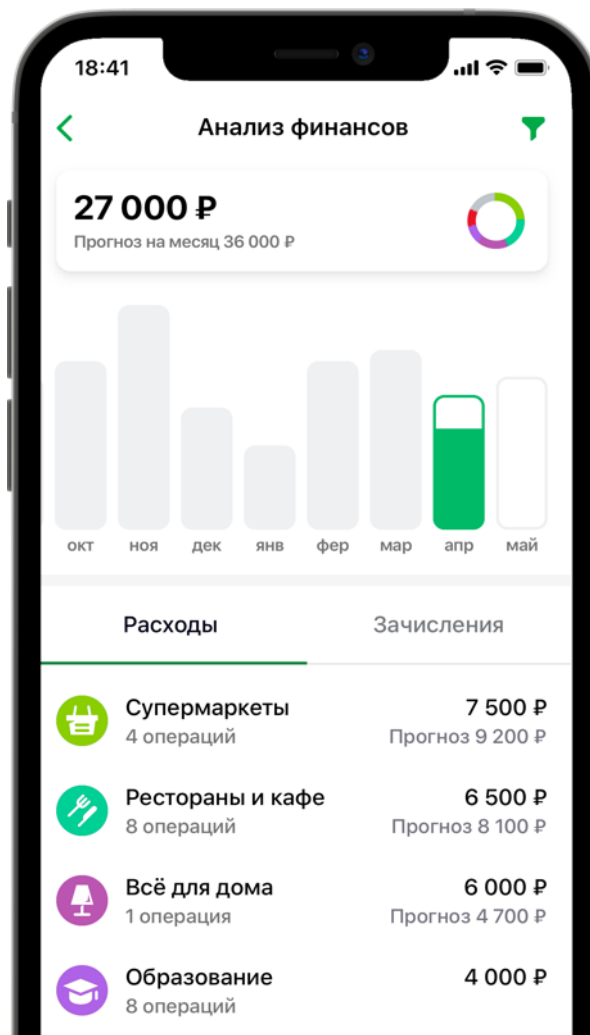 18:41
Анализ финансов
27 000 ₽
Прогноз на месяц 36 000 ₽
окт ноя дек янв фер мар апр май
Расходы Зачисления
Супермаркеты 7 500 ₽
4 операций Прогноз 9 200 ₽
Рестораны и кафе 6 500 ₽
8 операций Прогноз 8 100 ₽
Всё для дома 6 000 ₽
1 операция Прогноз 4 700 ₽
Образование 4 000 ₽
8 операций